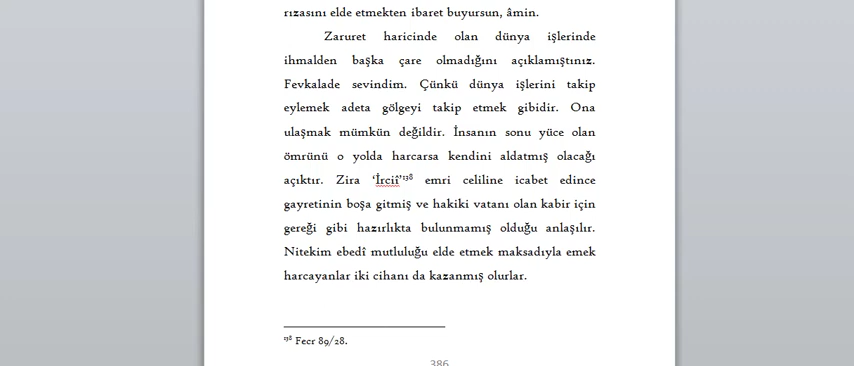 rızasını elde etmekten ibaret buyursun, âmin.
Zaruret haricinde olan dünya işlerinde
ihmalden başka çare olmadığını açıklamıştınız.
Fevkalade sevindim. Çünkü dünya işlerini takip
eylemek adeta gölgeyi takip etmek gibidir. Ona
ulaşmak mümkün değildir. İnsanın sonu yüce olan
ömrünü o yolda harcarsa kendini aldatmış olacağı
açıktır. Zira ‘İrciî’¹³⁸ emri celiline icabet edince
gayretinin boşa gitmiş ve hakiki vatanı olan kabir için
gereği gibi hazırlıkta bulunmamış olduğu anlaşılır.
Nitekim ebedî mutluluğu elde etmek maksadıyla emek
harcayanlar iki cihanı da kazanmış olurlar.
¹³⁸ Fecr 89/28.
386